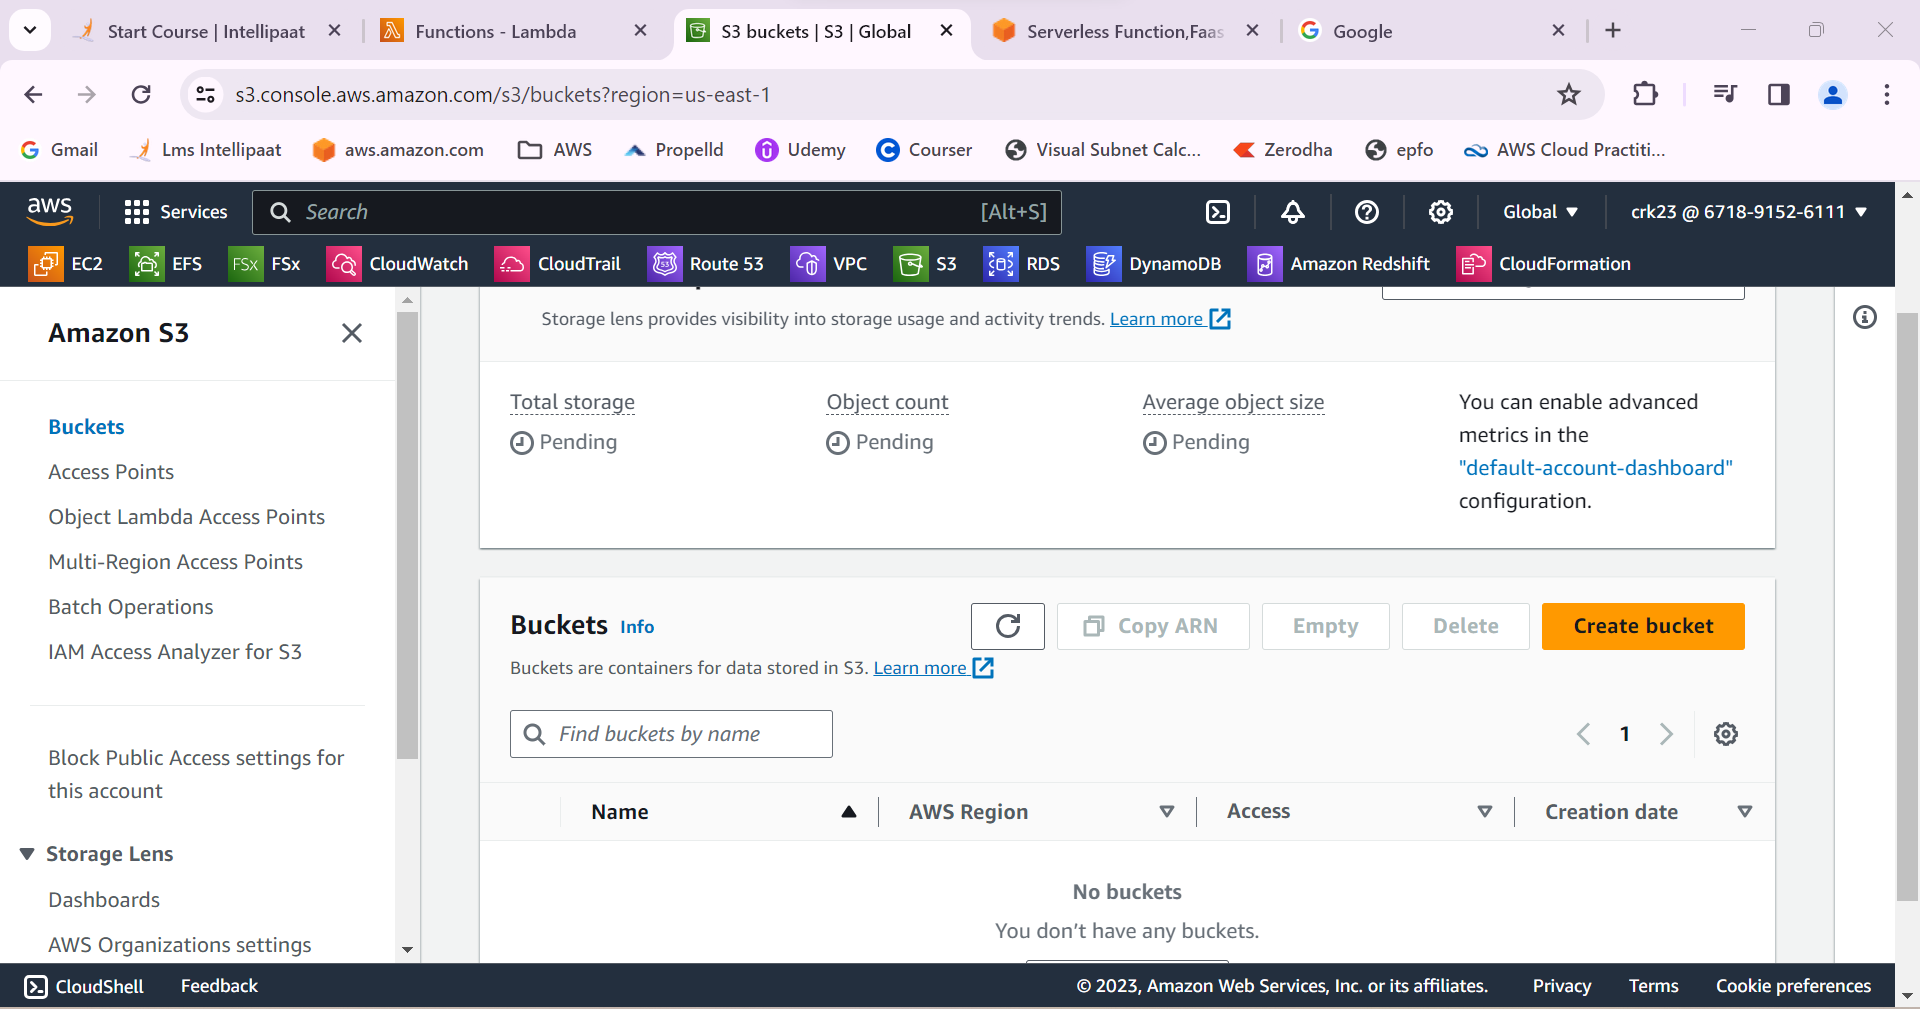 Start Course | Intellipaat
Functions - Lambda
S3 buckets | S3 | Global
Serverless Function,Faas
Google
s3.console.aws.amazon.com/s3/buckets?region=us-east-1
Gmail
Lms Intellipaat
aws.amazon.com
AWS
Propelld
Udemy
Courser
Visual Subnet Calc...
Zerodha
epfo
AWS Cloud Practiti...
aws
Services
Search
[Alt+S]
Global
crk23 @ 6718-9152-6111
EC2
EFS
FSx
FSx
CloudWatch
CloudTrail
53
Route 53
VPC
S3
RDS
DynamoDB
Amazon Redshift
CloudFormation
Amazon S3
Buckets
Access Points
Object Lambda Access Points
Multi-Region Access Points
Batch Operations
IAM Access Analyzer for S3
Block Public Access settings for
this account
Storage Lens
Dashboards
AWS Organizations settings
Storage lens provides visibility into storage usage and activity trends. Learn more
Total storage
Pending
Object count
Pending
Average object size
Pending
You can enable advanced
metrics in the
"default-account-dashboard"
configuration.
Buckets Info
Copy ARN
Empty
Delete
Create bucket
Buckets are containers for data stored in S3. Learn more
Find buckets by name
1
Name
AWS Region
Access
Creation date
No buckets
You don't have any buckets.
CloudShell
Feedback
© 2023, Amazon Web Services, Inc. or its affiliates.
Privacy
Terms
Cookie preferences